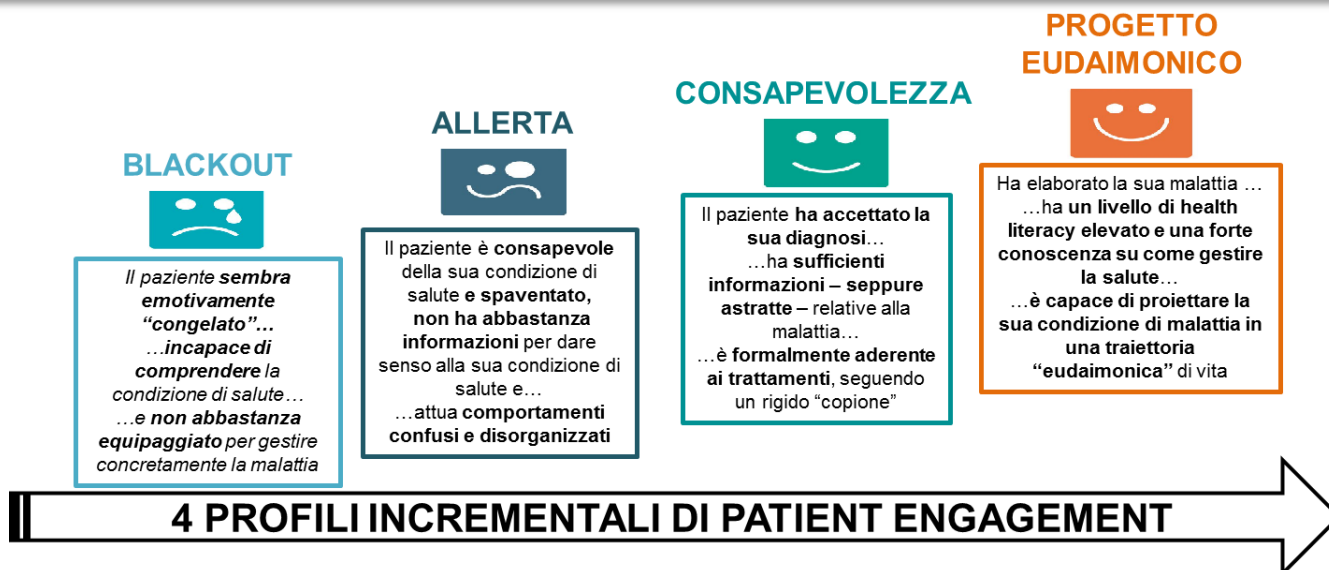 BLACKOUT
Il paziente sembra
emotivamente
“congelato”…
…incapace di
comprendere la
condizione di salute…
…e non abbastanza
equipaggiato per gestire
concretamente la malattia
ALLERTA
Il paziente è consapevole
della sua condizione di
salute e spaventato,
non ha abbastanza
informazioni per dare
senso alla sua condizione di
salute e…
…attua comportamenti
confusi e disorganizzati
CONSAPEVOLEZZA
Il paziente ha accettato la
sua diagnosi…
…ha sufficienti
informazioni – seppure
astratte – relative alla
malattia…
…è formalmente aderente
ai trattamenti, seguendo
un rigido “copione”
PROGETTO
EUDAIMONICO
Ha elaborato la sua malattia …
…ha un livello di health
literacy elevato e una forte
conoscenza su come gestire
la salute…
…è capace di proiettare la
sua condizione di malattia in
una traiettoria
“eudaimonica” di vita
4 PROFILI INCREMENTALI DI PATIENT ENGAGEMENT